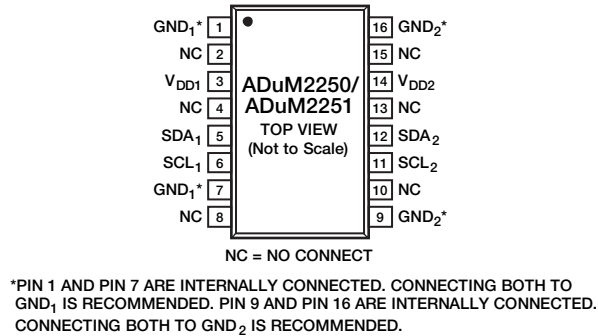 GND1* 1 16 GND2*
NC 2 15 NC
VDD1 3 14 VDD2
NC 4 13 NC
SDA1 5 12 SDA2
SCL1 6 11 SCL2
GND1* 7 10 NC
NC 8 9 GND2*
ADuM2250/
ADuM2251
TOP VIEW
(Not to Scale)
NC = NO CONNECT
*PIN 1 AND PIN 7 ARE INTERNALLY CONNECTED. CONNECTING BOTH TO
GND1 IS RECOMMENDED. PIN 9 AND PIN 16 ARE INTERNALLY CONNECTED.
CONNECTING BOTH TO GND2 IS RECOMMENDED.